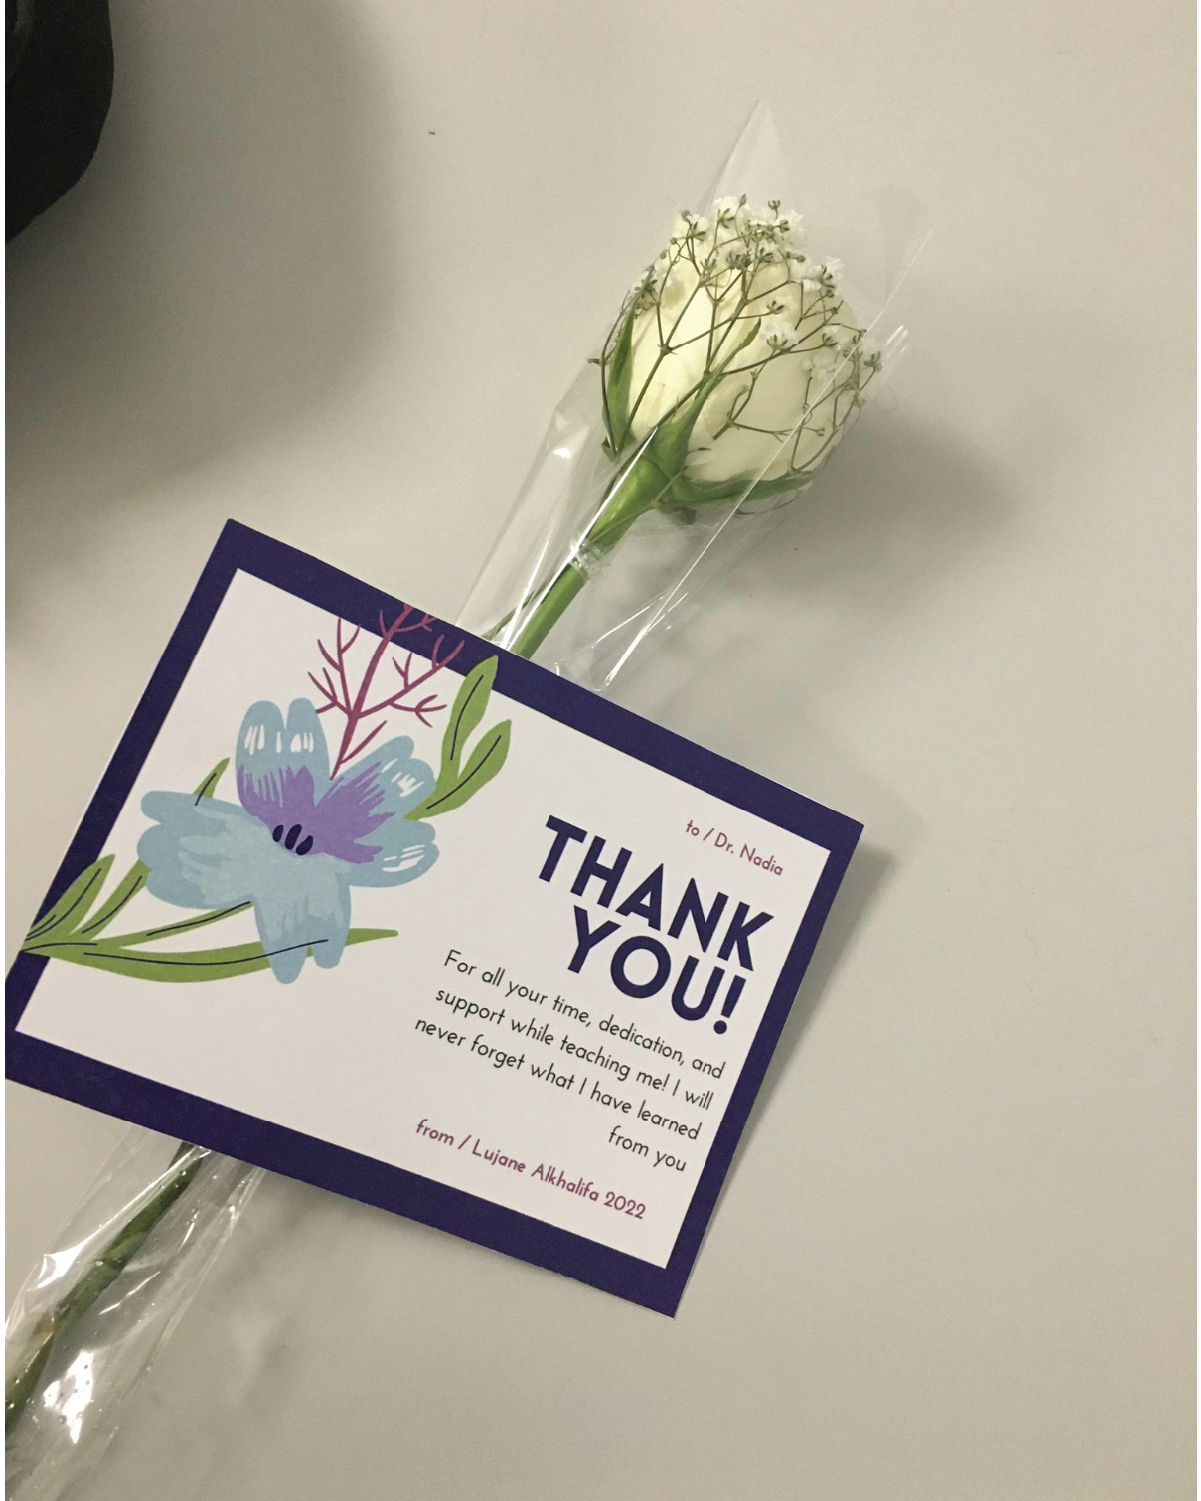 to / Dr. Nadia
THANK
YOU!
For all your time, dedication, and
support while teaching me! I will
never forget what I have learned
from you
from / Lujane Alkhalifa 2022